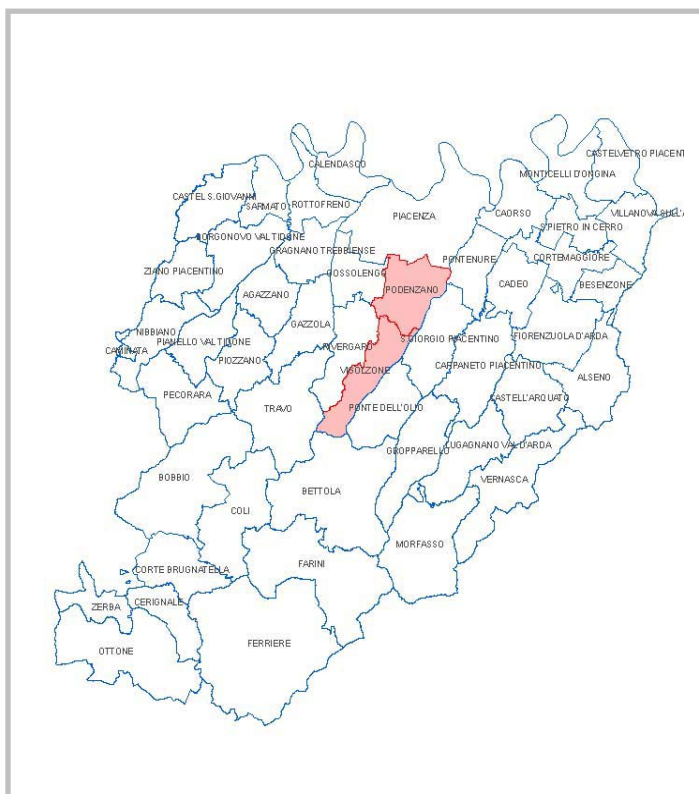 CALENDASCO
CASTELVETRO PIACENT
MONTICELLI D'ONGINA
CASTEL S.GIOVANNI
SARMATO
ROTTOFRENO
PIACENZA
CAORSO
VILLANOVA SULL'A
S.PIETRO IN CERRO
BORGONOVO VAL TIDONE
GRAGNANO TREBBIENSE
PONTENURE
CORTEMAGGIORE
ZIANO PIACENTINO
GOSSOLENGO
PODENZANO
CADEO
BESENZONE
AGAZZANO
GAZZOLA
NIBBIANO
PIANELLO VAL TIDONE
RIVERGARO
S.GIORGIO PIACENTINO
FIORENZUOLA D'ARDA
CAMINATA
PIOZZANO
VIGOLZONE
CARPANETO PIACENTINO
ALSENO
PECORARA
TRAVO
PONTE DELL'OLIO
CASTELL'ARQUATO
GROPPARELLO
LUGAGNANO VAL D'ARDA
BOBBIO
BETTOLA
VERNASCA
COLI
MORFASSO
CORTE BRUGNATELLA
FARINI
ZERBA
CERIGNALE
OTTONE
FERRIERE